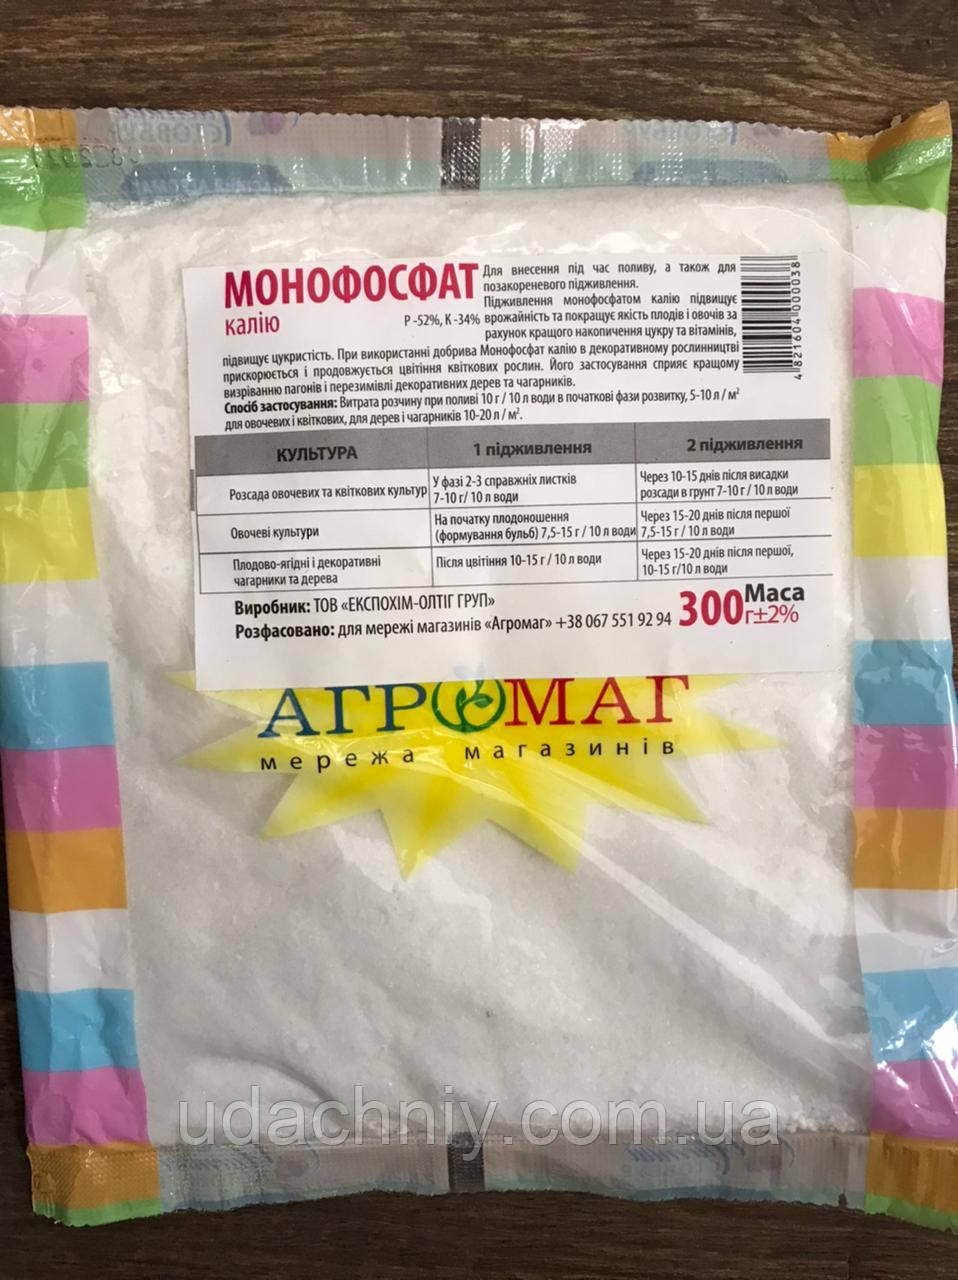 МОНОФОСФАТ
калію
P -52%, K -34%
Для внесення під час поливу, а також для
позакореневого підживлення.
Підживлення монофосфатом калію підвищує
врожайність та покращує якість плодів і овочів за
рахунок кращого накопичення цукру та вітамінів,
підвищує цукристість. При використанні добрива Монофосфат калію в декоративному рослинництві
прискорюється і продовжується цвітіння квіткових рослин. Його застосування сприяє кращому
визріванню пагонів і перезимівлі декоративних дерев та чагарників.
Спосіб застосування: Витрата розчину при поливі 10 г / 10 л води в початкові фази розвитку, 5-10 л / м²
для овочевих і квіткових, для дерев і чагарників 10-20 л / м².
4 821604 000038
КУЛЬТУРА 1 підживлення 2 підживлення
Розсада овочевих та квіткових культур
У фазі 2-3 справжніх листків
7-10 г / 10 л води
Через 10-15 днів після висадки
розсади в грунт 7-10 г / 10 л води
Овочеві культури
На початку плодоношення
(формування бульб) 7,5-15 г / 10 л води
Через 15-20 днів після першої
7,5-15 г / 10 л води
Плодово-ягідні і декоративні
чагарники та дерева
Після цвітіння 10-15 г / 10 л води
Через 15-20 днів після першої,
10-15 г/10 л води
Виробник: ТОВ «ЕКСПОХІМ-ОЛТІГ ГРУП»
Розфасовано: для мережі магазинів «Агромаг» +38 067 551 92 94
300 Маса
г±2%
АГРОМАГ
мережа магазинів
udachniy.com.ua